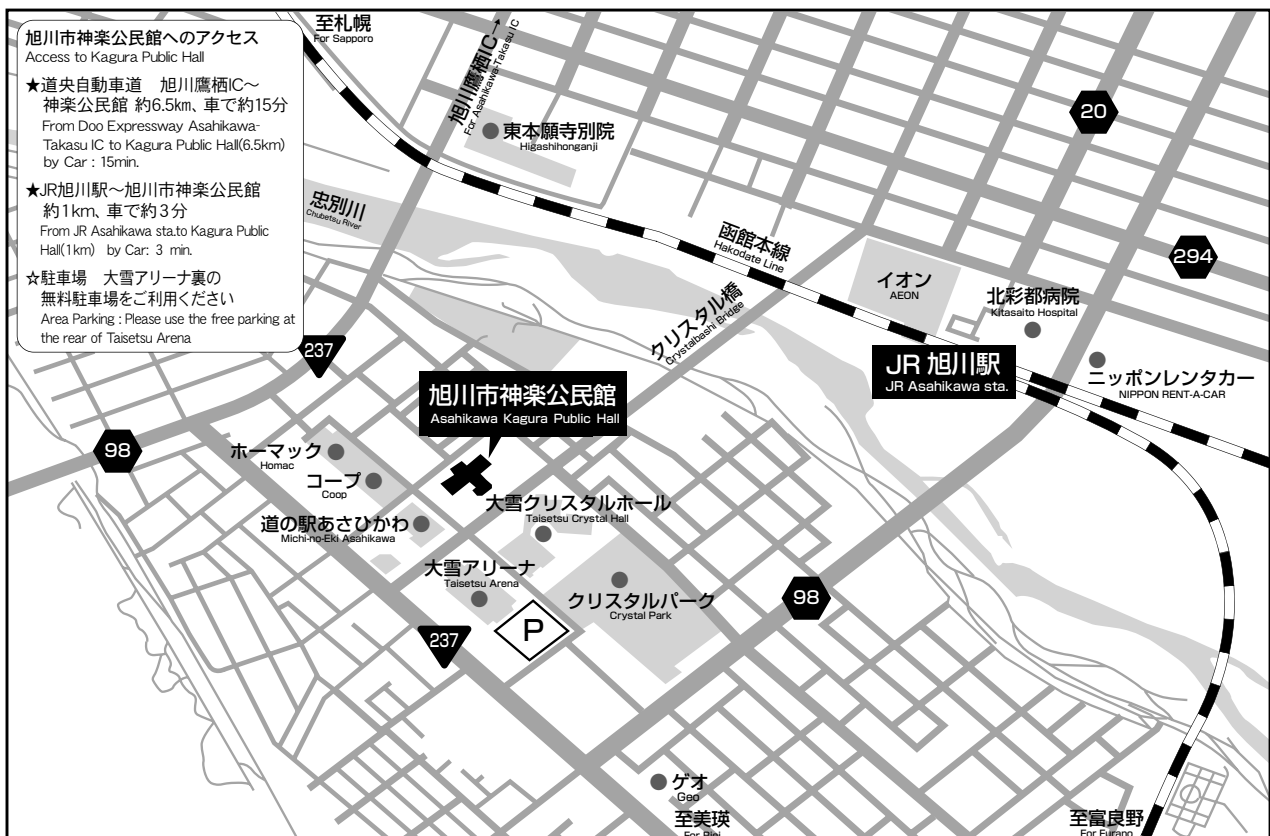 旭川市神楽公民館へのアクセス
Access to Kagura Public Hall
★道央自動車道 旭川鷹栖IC〜
神楽公民館 約6.5km、車で約15分
From Doo Expressway Asahikawa-
Takasu IC to Kagura Public Hall(6.5km)
by Car : 15min.
★JR旭川駅〜旭川市神楽公民館
約1km、車で約3分
From JR Asahikawa sta.to Kagura Public
Hall(1km) by Car: 3 min.
☆駐車場 大雪アリーナ裏の
無料駐車場をご利用ください
Area Parking : Please use the free parking at
the rear of Taisetsu Arena
至札幌
For Sapporo
旭川鷹栖IC→
For Asahikawa-Takasu IC
東本願寺別院
Higashihonganji
20
忠別川
Chubetsu River
函館本線
Hakodate Line
294
イオン
AEON
北彩都病院
Kitasaito Hospital
クリスタル橋
Crystalbashi Bridge
237
JR 旭川駅
JR Asahikawa sta.
ニッポンレンタカー
NIPPON RENT-A-CAR
旭川市神楽公民館
Asahikawa Kagura Public Hall
98
ホーマック
Homac
コープ
Coop
大雪クリスタルホール
Taisetsu Crystal Hall
道の駅あさひかわ
Michi-no-Eki Asahikawa
大雪アリーナ
Taisetsu Arena
クリスタルパーク
Crystal Park
98
P
237
ゲオ
Geo
至美瑛
For Biei
至富良野
For Furano